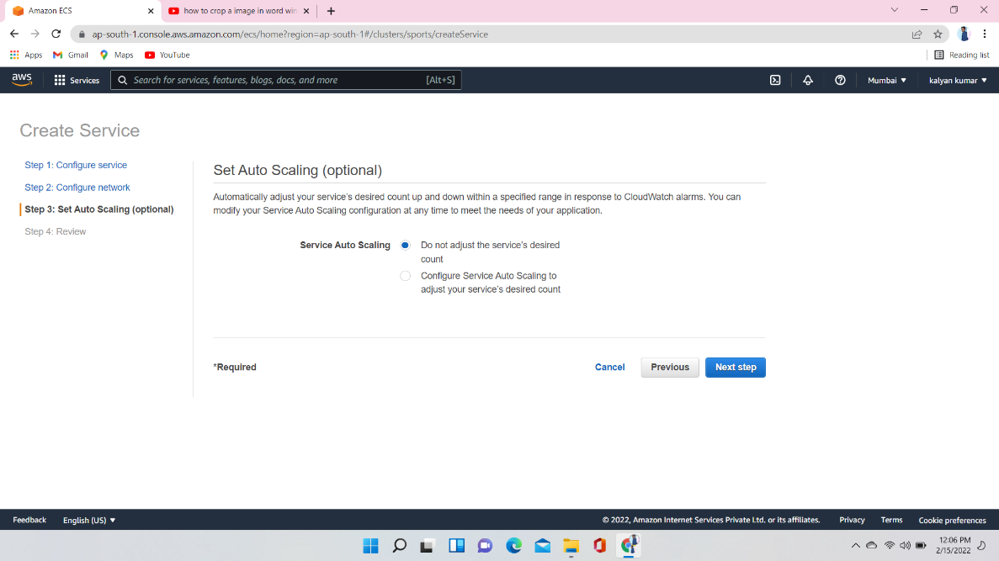 Amazon ECS
how to crop a image in word win
ap-south-1.console.aws.amazon.com/ecs/home?region=ap-south-1#/clusters/sports/createService
Apps
Gmail
Maps
YouTube
Reading list
aws
Services
Search for services, features, blogs, docs, and more
[Alt+S]
Mumbai
kalyan kumar
Create Service
Step 1: Configure service
Step 2: Configure network
Step 3: Set Auto Scaling (optional)
Step 4: Review
Set Auto Scaling (optional)
Automatically adjust your service's desired count up and down within a specified range in response to CloudWatch alarms. You can
modify your Service Auto Scaling configuration at any time to meet the needs of your application.
Service Auto Scaling
Do not adjust the service's desired
count
Configure Service Auto Scaling to
adjust your service's desired count
*Required
Cancel
Previous
Next step
Feedback
English (US)
© 2022, Amazon Internet Services Private Ltd. or its affiliates.
Privacy
Terms
Cookie preferences
12:06 PM
2/15/2022